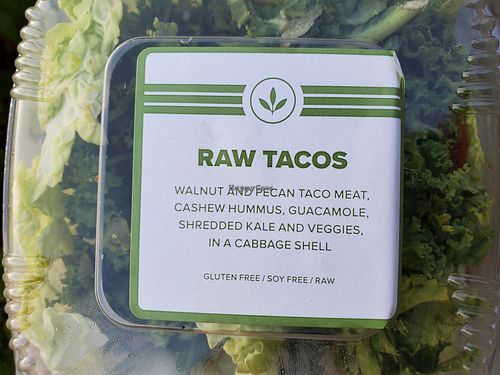 RAW TACOS
WALNUT AND PECAN TACO MEAT,
CASHEW HUMMUS, GUACAMOLE,
SHREDDED KALE AND VEGGIES,
IN A CABBAGE SHELL
GLUTEN FREE / SOY FREE / RAW